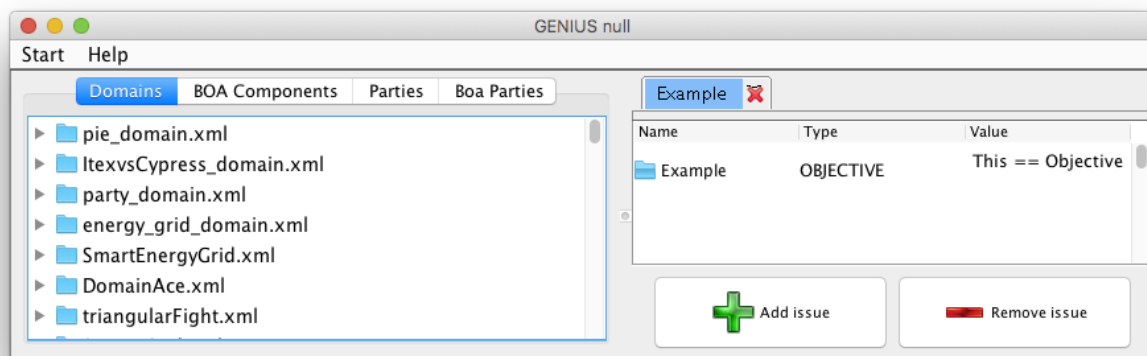 GENIUS null
Start Help
Domains BOA Components Parties Boa Parties
pie_domain.xml
ItexvsCypress_domain.xml
party_domain.xml
energy_grid_domain.xml
SmartEnergyGrid.xml
DomainAce.xml
triangularFight.xml
Example
Name Type Value
Example OBJECTIVE This == Objective
Add issue Remove issue